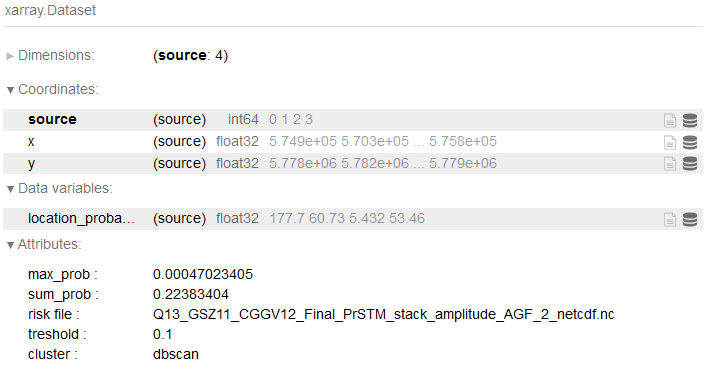 xarray.Dataset
► Dimensions: (source: 4)
▼ Coordinates:
source (source) int64 0 1 2 3
x (source) float32 5.749e+05 5.703e+05 ... 5.758e+05
y (source) float32 5.778e+06 5.782e+06 ... 5.779e+06
▼ Data variables:
location_proba... (source) float32 177.7 60.73 5.432 53.46
▼ Attributes:
max_prob : 0.00047023405
sum_prob : 0.22383404
risk file : Q13_GSZ11_CGGV12_Final_PrSTM_stack_amplitude_AGF_2_netcdf.nc
treshold : 0.1
cluster : dbscan